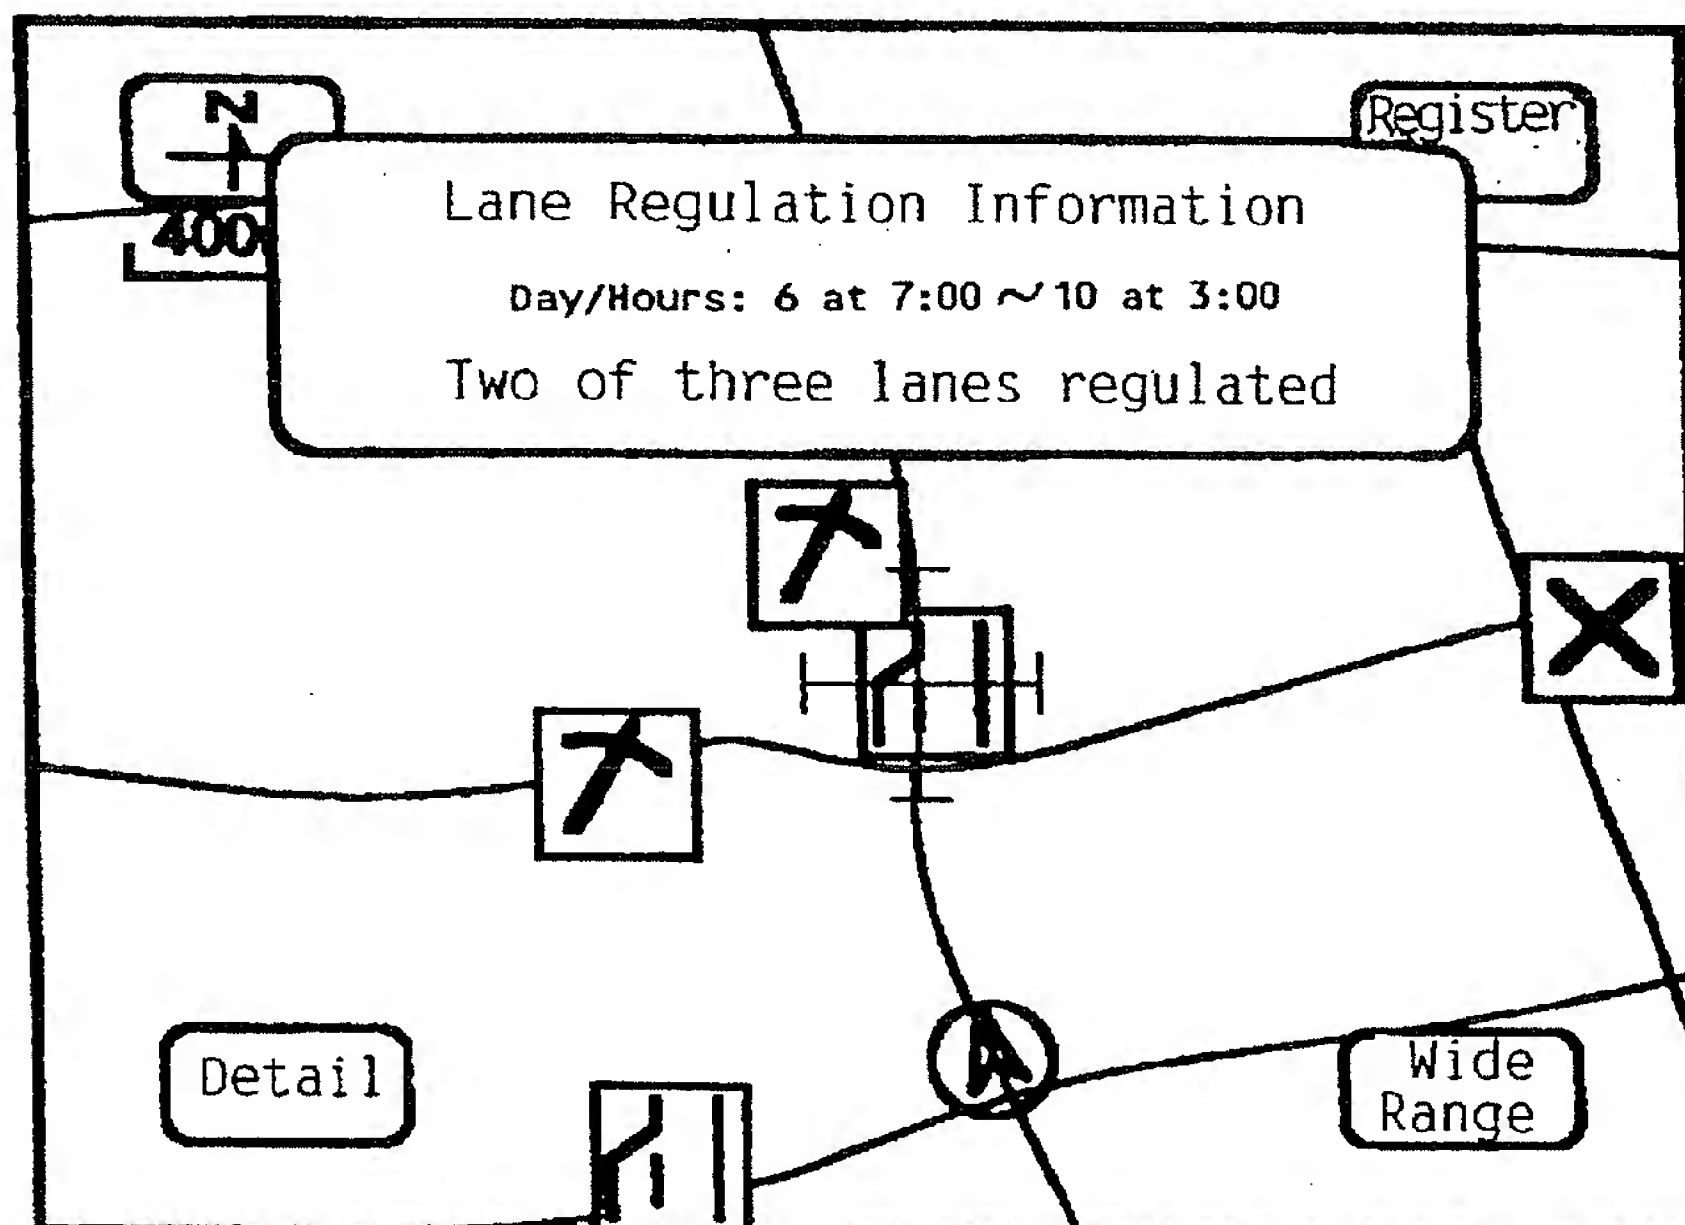 N
Register
400
Lane Regulation Information
Day/Hours: 6 at 7:00 ~ 10 at 3:00
Two of three lanes regulated
Detail
Wide
Range